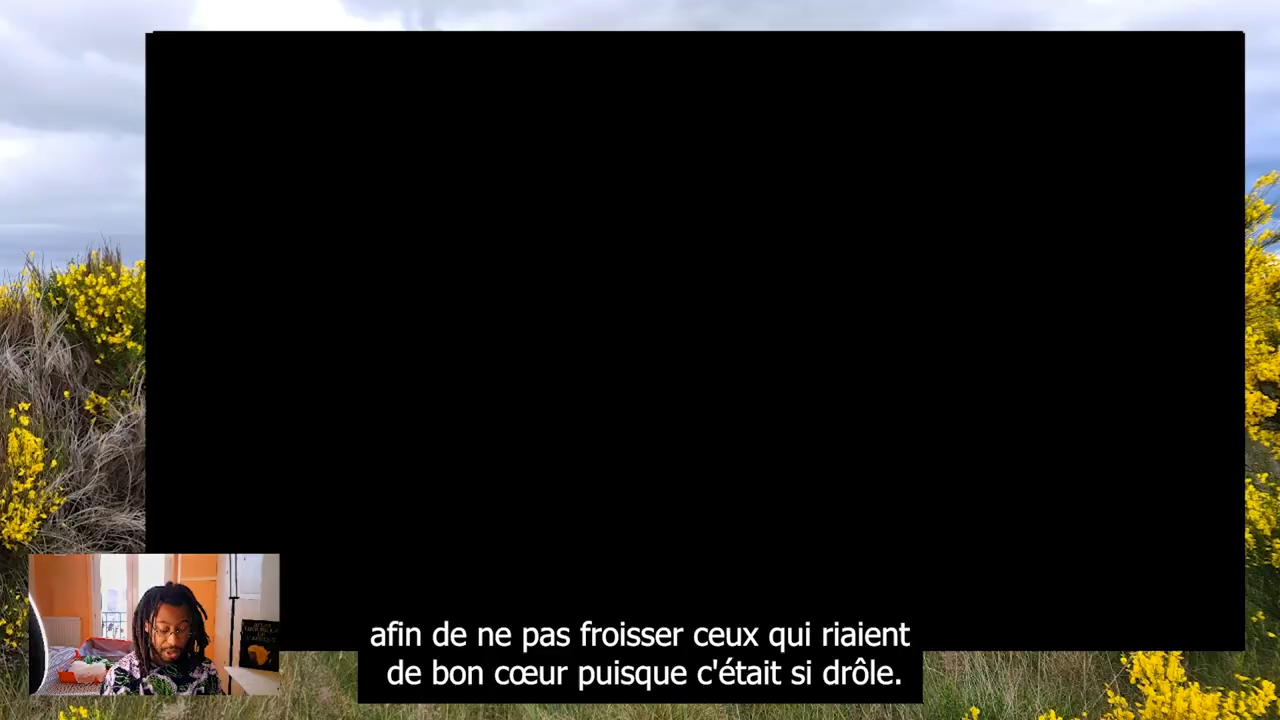 afin de ne pas froisser ceux qui riaient
de bon cœur puisque c'était si drôle.